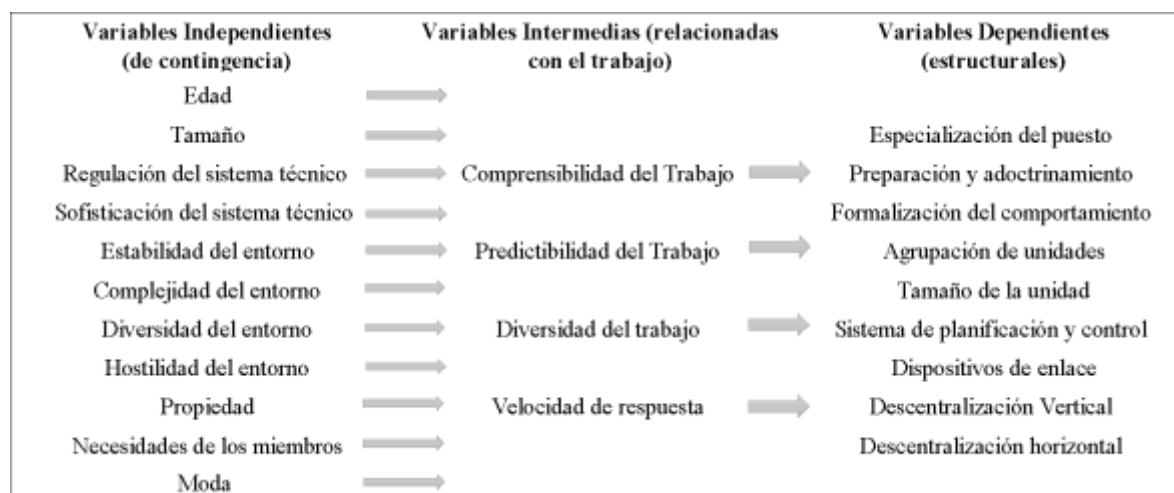 Variables Independientes Variables Intermedias (relacionadas Variables Dependientes
(de contingencia) con el trabajo) (estructurales)
Edad
Tamaño Especialización del puesto
Regulación del sistema técnico Comprensibilidad del Trabajo Preparación y adoctrinamiento
Sofisticación del sistema técnico Formalización del comportamiento
Estabilidad del entorno Predictibilidad del Trabajo Agrupación de unidades
Complejidad del entorno Tamaño de la unidad
Diversidad del entorno Diversidad del trabajo Sistema de planificación y control
Hostilidad del entorno Dispositivos de enlace
Propiedad Velocidad de respuesta Descentralización Vertical
Necesidades de los miembros Descentralización horizontal
Moda